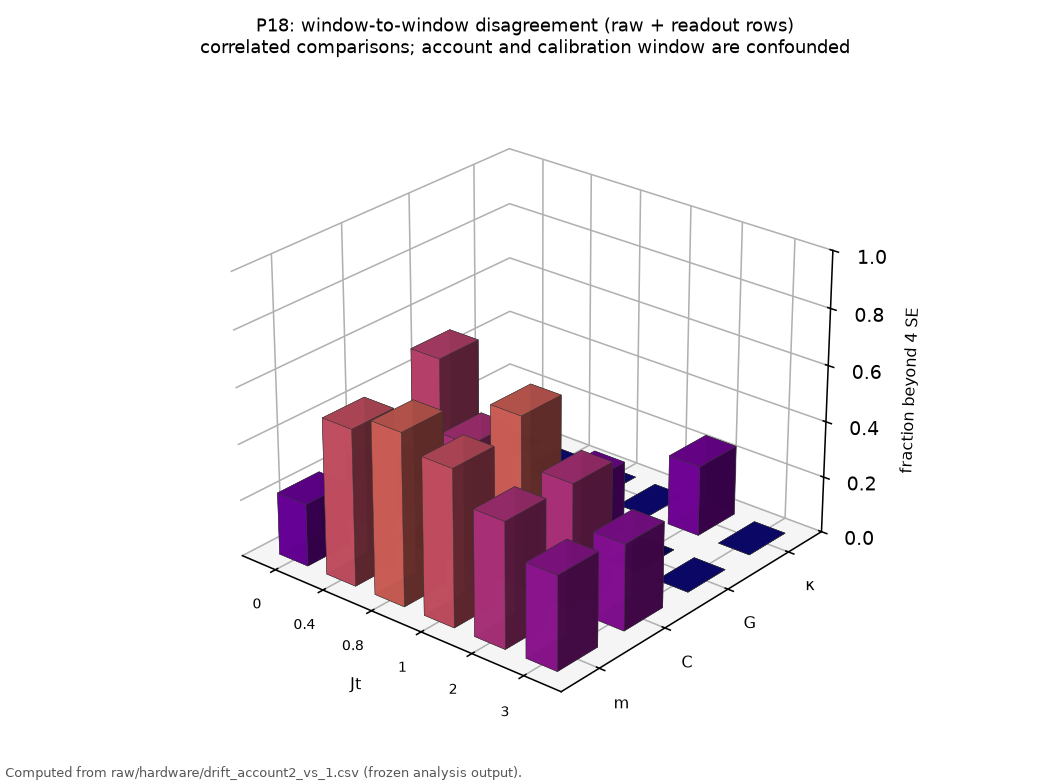 P18: window-to-window disagreement (raw + readout rows)
correlated comparisons; account and calibration window are confounded
1.0
0.8
0.6
0.4
0.2
0.0
fraction beyond 4 SE
0
0.4
0.8
1
2
3
Jt
κ
G
C
m
Computed from raw/hardware/drift_account2_vs_1.csv (frozen analysis output).